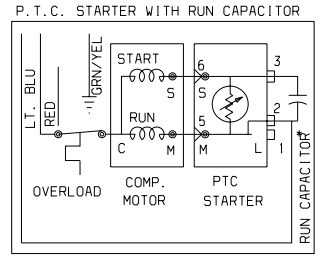 P.T.C. STARTER WITH RUN CAPACITOR
LT. BLU
RED
GRN/YEL
START
S
6
S
3
RUN
C
M
5
M
2
L
1
OVERLOAD
COMP.
MOTOR
PTC
STARTER
RUN CAPACITOR*